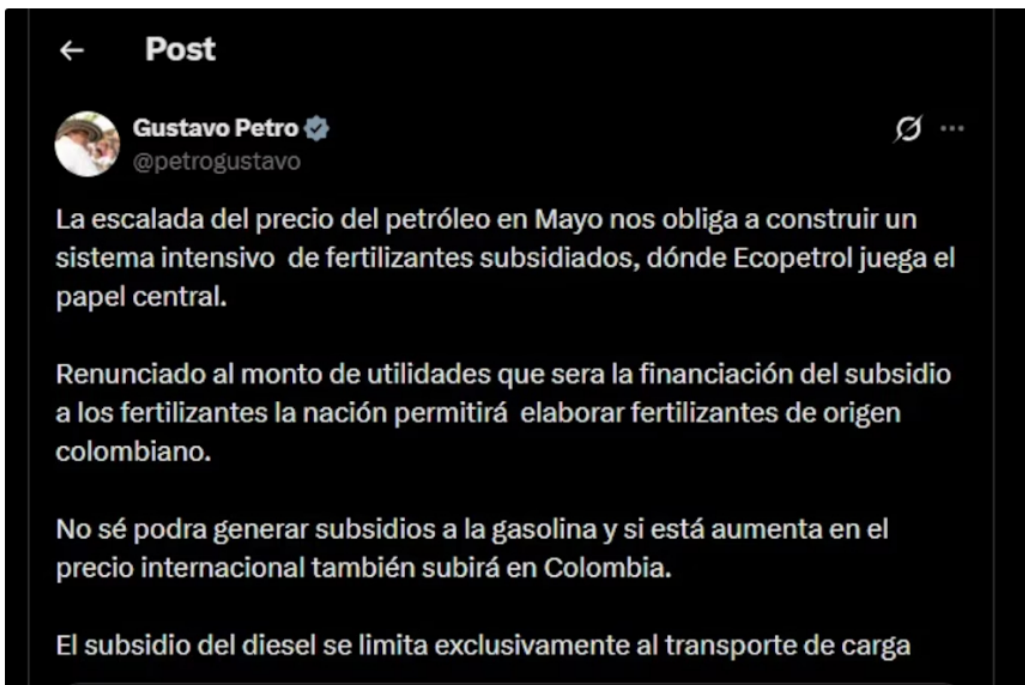 Post
Gustavo Petro
@petrogustavo
La escalada del precio del petróleo en Mayo nos obliga a construir un
sistema intensivo  de fertilizantes subsidiados, dónde Ecopetrol juega el
papel central.
Renunciado al monto de utilidades que sera la financiación del subsidio
a los fertilizantes la nación permitirá  elaborar fertilizantes de origen
colombiano.
No sé podra generar subsidios a la gasolina y si está aumenta en el
precio internacional también subirá en Colombia.
El subsidio del diesel se limita exclusivamente al transporte de carga